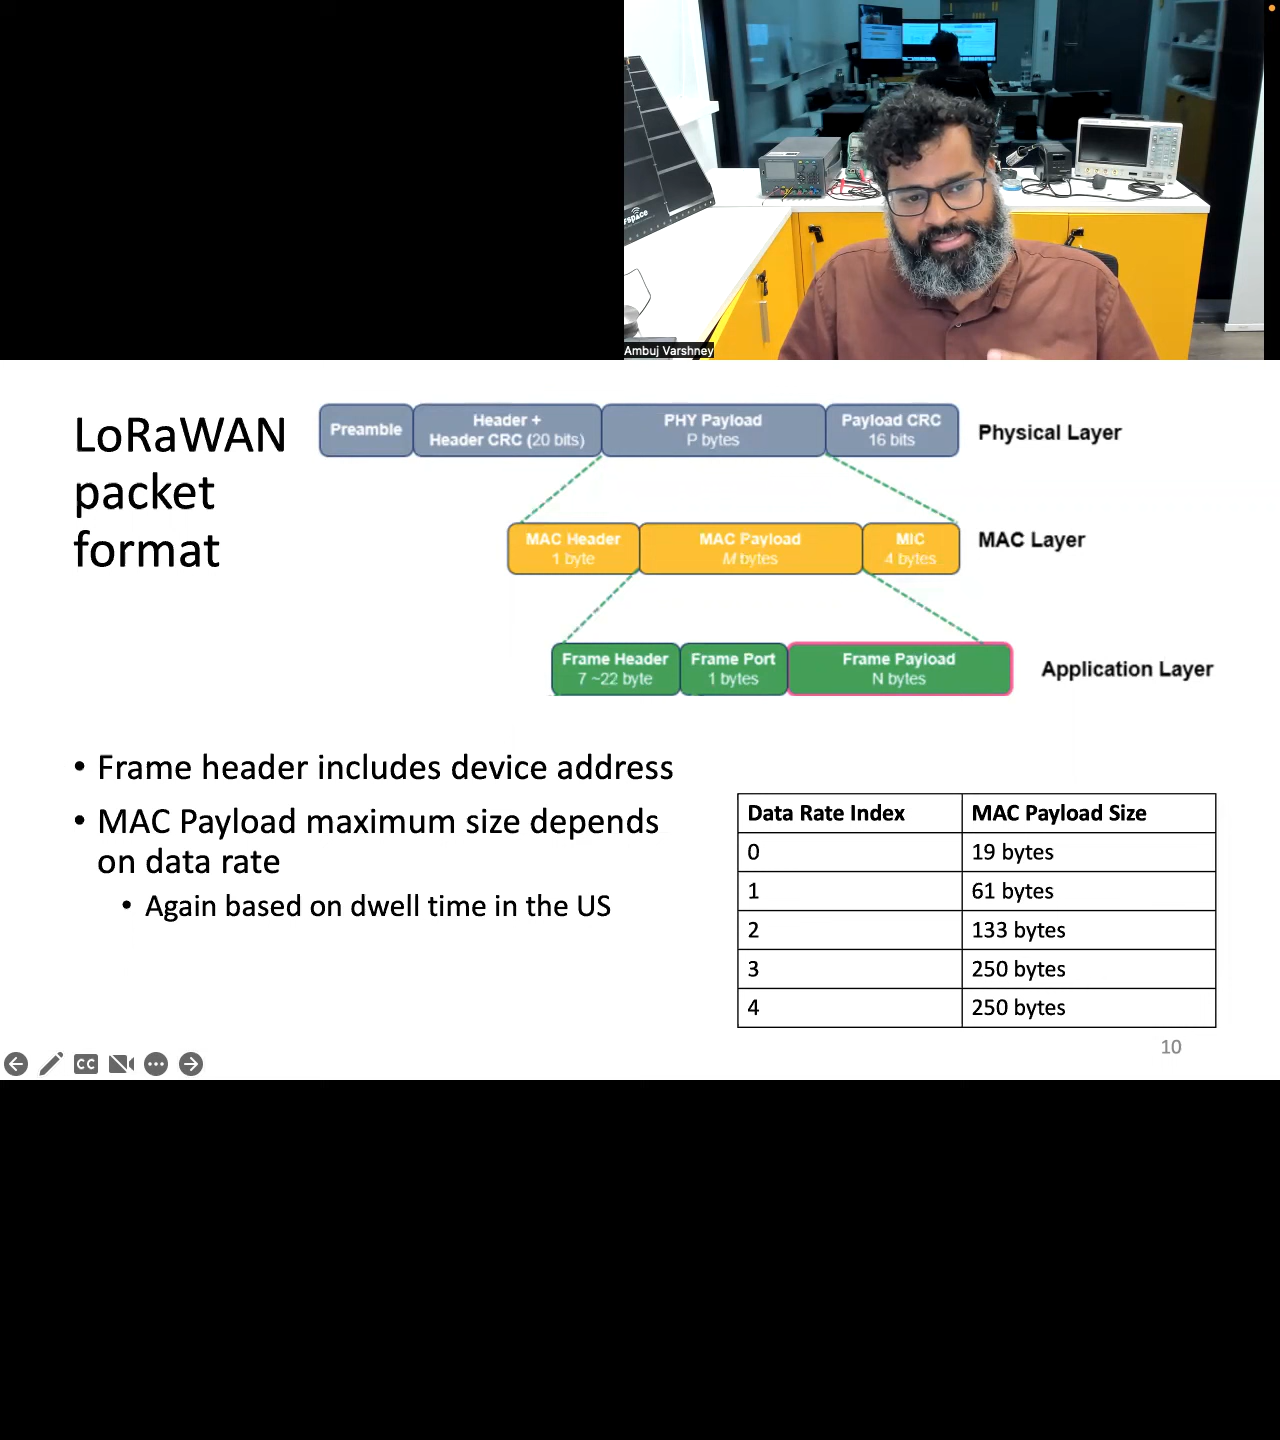 Ambuj Varshney
LoRaWAN
packet
format
Preamble
Header +
Header CRC (20 bits)
PHY Payload
P bytes
Payload CRC
16 bits
Physical Layer
MAC Header
1 byte
MAC Payload
M bytes
MIC
4 bytes
MAC Layer
Frame Header
7 ~22 byte
Frame Port
1 bytes
Frame Payload
N bytes
Application Layer
• Frame header includes device address
• MAC Payload maximum size depends
on data rate
• Again based on dwell time in the US
Data Rate Index MAC Payload Size
0 19 bytes
1 61 bytes
2 133 bytes
3 250 bytes
4 250 bytes
10
CC